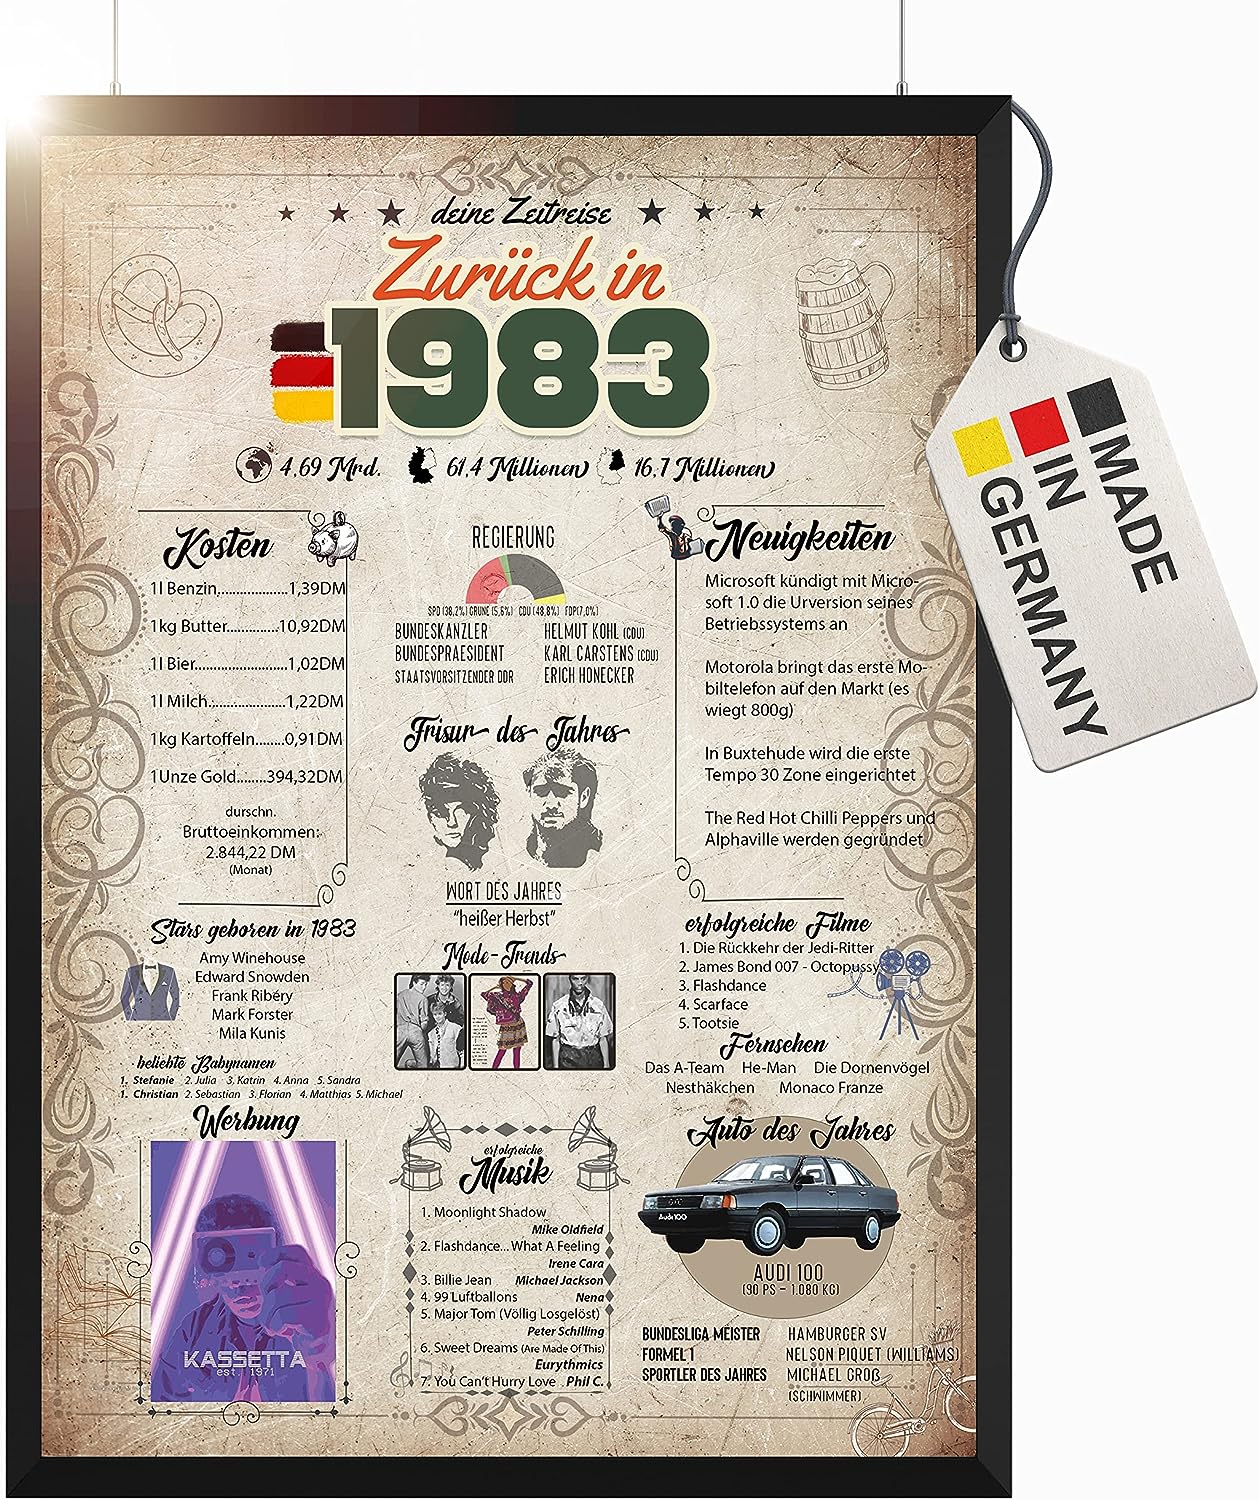 deine Zeitreise
Zurück in
1983
4,69 Mrd. 61,4 Millionen 16,7 Millionen
MADE
IN
GERMANY
Kosten
1l Benzin,...................1,39DM
1kg Butter..............10,92DM
1l Bier.........................1,02DM
1l Milch.....................1,22DM
1kg Kartoffeln........0,91DM
1Unze Gold........394,32DM
durschn.
Bruttoeinkommen:
2.844,22 DM
(Monat)
REGIERUNG
SPD (38,2%) GRÜNE (5,6%) CDU (48,8%) FDP(7,0%)
BUNDESKANZLER HELMUT KOHL (CDU)
BUNDESPRAESIDENT KARL CARSTENS (CDU)
STAATSVORSITZENDER DDR ERICH HONECKER
Frisur des Jahres
WORT DES JAHRES
"heißer Herbst"
Mode-Trends
Neuigkeiten
Microsoft kündigt mit Micro-
soft 1.0 die Urversion seines
Betriebssystems an
Motorola bringt das erste Mo-
biltelefon auf den Markt (es
wiegt 800g)
In Buxtehude wird die erste
Tempo 30 Zone eingerichtet
The Red Hot Chilli Peppers und
Alphaville werden gegründet
Stars geboren in 1983
Amy Winehouse
Edward Snowden
Frank Ribéry
Mark Forster
Mila Kunis
beliebte Babynamen
1. Stefanie 2. Julia 3. Katrin 4. Anna 5. Sandra
1. Christian 2. Sebastian 3. Florian 4. Matthias 5. Michael
erfolgreiche Filme
1. Die Rückkehr der Jedi-Ritter
2. James Bond 007 - Octopussy
3. Flashdance
4. Scarface
5. Tootsie
Fernsehen
Das A-Team He-Man Die Dornenvögel
Nesthäkchen Monaco Franze
Werbung
KASSETTA
est. 1971
erfolgreiche
Musik
1. Moonlight Shadow
Mike Oldfield
2. Flashdance... What A Feeling
Irene Cara
3. Billie Jean Michael Jackson
4. 99 Luftballons Nena
5. Major Tom (Völlig Losgelöst)
Peter Schilling
6. Sweet Dreams (Are Made Of This)
Eurythmics
7. You Can't Hurry Love Phil C.
Auto des Jahres
Audi 100
AUDI 100
(90 PS - 1.080 KG)
BUNDESLIGA MEISTER HAMBURGER SV
FORMEL 1 NELSON PIQUET (WILLIAMS)
SPORTLER DES JAHRES MICHAEL GROß
(SCHWIMMER)